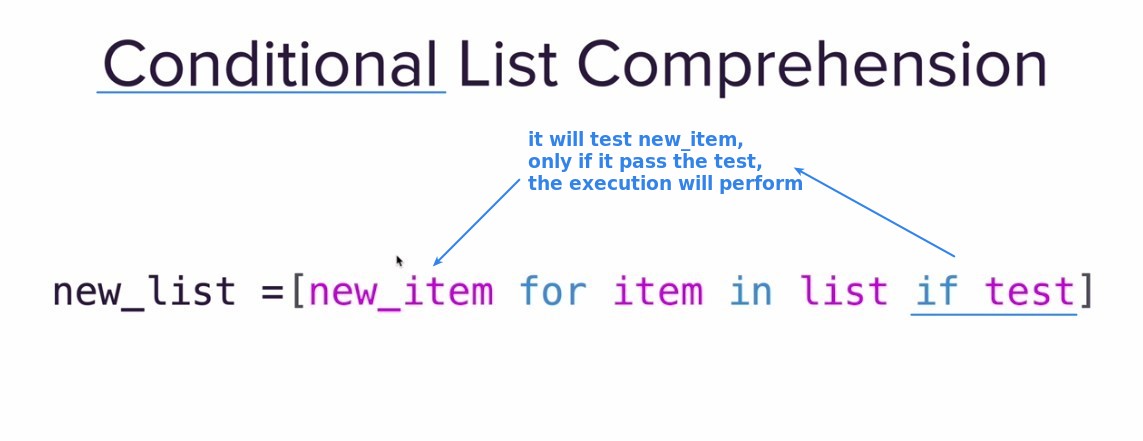 Conditional List Comprehension
it will test new_item,
only if it pass the test,
the execution will perform
new_list =[new_item for item in list if test]